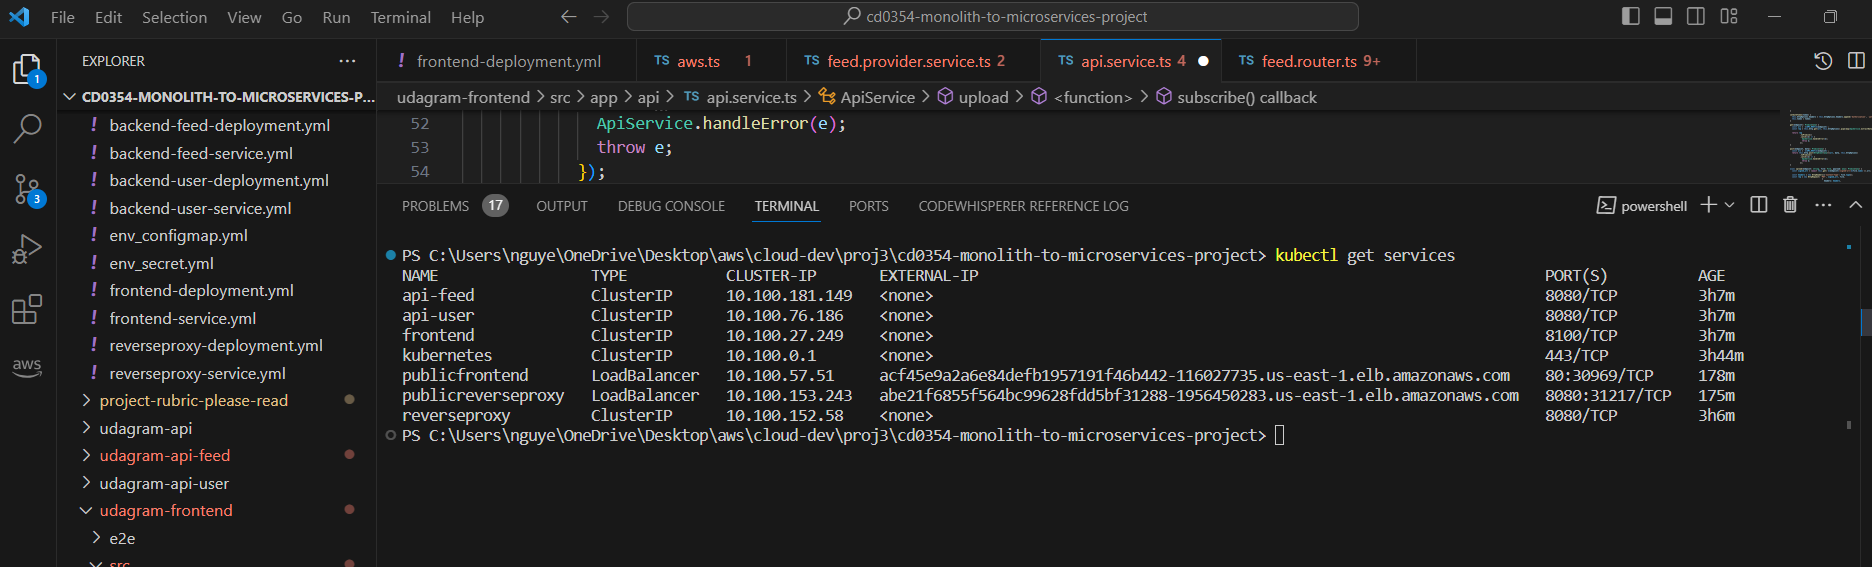 File Edit Selection View Go Run Terminal Help cd0354-monolith-to-microservices-project
EXPLORER
frontend-deployment.yml TS aws.ts 1 TS feed.provider.service.ts 2 TS api.service.ts 4 TS feed.router.ts 9+
1
CD0354-MONOLITH-TO-MICROSERVICES-P...
udagram-frontend > src > app > api > TS api.service.ts > ApiService > upload > <function> > subscribe() callback
backend-feed-deployment.yml
backend-feed-service.yml
backend-user-deployment.yml
backend-user-service.yml
env_configmap.yml
env_secret.yml
frontend-deployment.yml
frontend-service.yml
reverseproxy-deployment.yml
reverseproxy-service.yml
project-rubric-please-read
udagram-api
udagram-api-feed
udagram-api-user
udagram-frontend
e2e
src
3
aws
52 ApiService.handleError(e);
53 throw e;
54 });
PROBLEMS 17 OUTPUT DEBUG CONSOLE TERMINAL PORTS CODEWHISPERER REFERENCE LOG powershell
PS C:\Users\nguye\OneDrive\Desktop\aws\cloud-dev\proj3\cd0354-monolith-to-microservices-project> kubectl get services
NAME TYPE CLUSTER-IP EXTERNAL-IP PORT(S) AGE
api-feed ClusterIP 10.100.181.149 <none> 8080/TCP 3h7m
api-user ClusterIP 10.100.76.186 <none> 8080/TCP 3h7m
frontend ClusterIP 10.100.27.249 <none> 8100/TCP 3h7m
kubernetes ClusterIP 10.100.0.1 <none> 443/TCP 3h44m
publicfrontend LoadBalancer 10.100.57.51 acf45e9a2a6e84defb1957191f46b442-116027735.us-east-1.elb.amazonaws.com 80:30969/TCP 178m
publicreverseproxy LoadBalancer 10.100.153.243 abe21f6855f564bc99628fdd5bf31288-1956450283.us-east-1.elb.amazonaws.com 8080:31217/TCP 175m
reverseproxy ClusterIP 10.100.152.58 <none> 8080/TCP 3h6m
PS C:\Users\nguye\OneDrive\Desktop\aws\cloud-dev\proj3\cd0354-monolith-to-microservices-project>